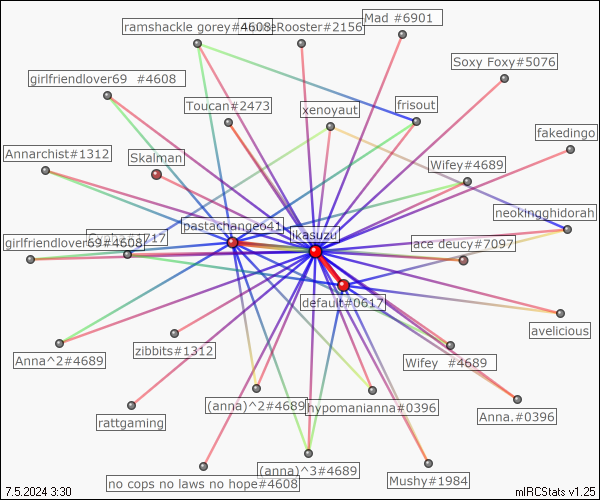 ramshackle gorey#4608
Rooster#2156
Mad #6901
Soxy Foxy#5076
girlfriendlover69  #4608
Toucan#2473
xenoyaut
frisout
fakedingo
Annarchist#1312
Skalman
Wifey#4689
neokingghidorah
pastachangeo41
ikasuzu
girlfriendlover69#4608
ace deucy#7097
default#0617
avelicious
Anna^2#4689
zibbits#1312
Wifey  #4689
rattgaming
(anna)^2#4689
hypomanianna#0396
Anna.#0396
no cops no laws no hope#4608
(anna)^3#4689
Mushy#1984
7.5.2024 3:30
mIRCStats v1.25